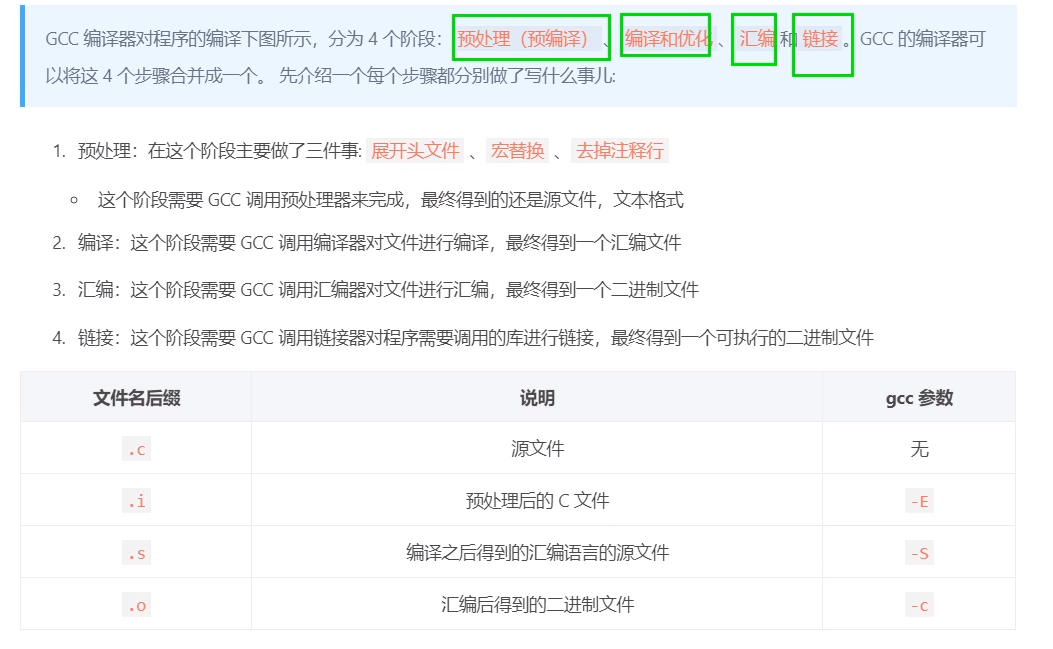 GCC 编译器对程序的编译下图所示，分为 4 个阶段： 预处理（预编译） 、 编译和优化 、 汇编 和 链接 。GCC 的编译器可
以将这 4 个步骤合并成一个。 先介绍一个每个步骤都分别做了写什么事儿:
1. 预处理：在这个阶段主要做了三件事: 展开头文件 、 宏替换 、 去掉注释行
这个阶段需要 GCC 调用预处理器来完成，最终得到的还是源文件，文本格式
2. 编译：这个阶段需要 GCC 调用编译器对文件进行编译，最终得到一个汇编文件
3. 汇编：这个阶段需要 GCC 调用汇编器对文件进行汇编，最终得到一个二进制文件
4. 链接：这个阶段需要 GCC 调用链接器对程序需要调用的库进行链接，最终得到一个可执行的二进制文件
文件名后缀 说明 gcc 参数
.c 源文件 无
.i 预处理后的 C 文件 -E
.s 编译之后得到的汇编语言的源文件 -S
.o 汇编后得到的二进制文件 -c